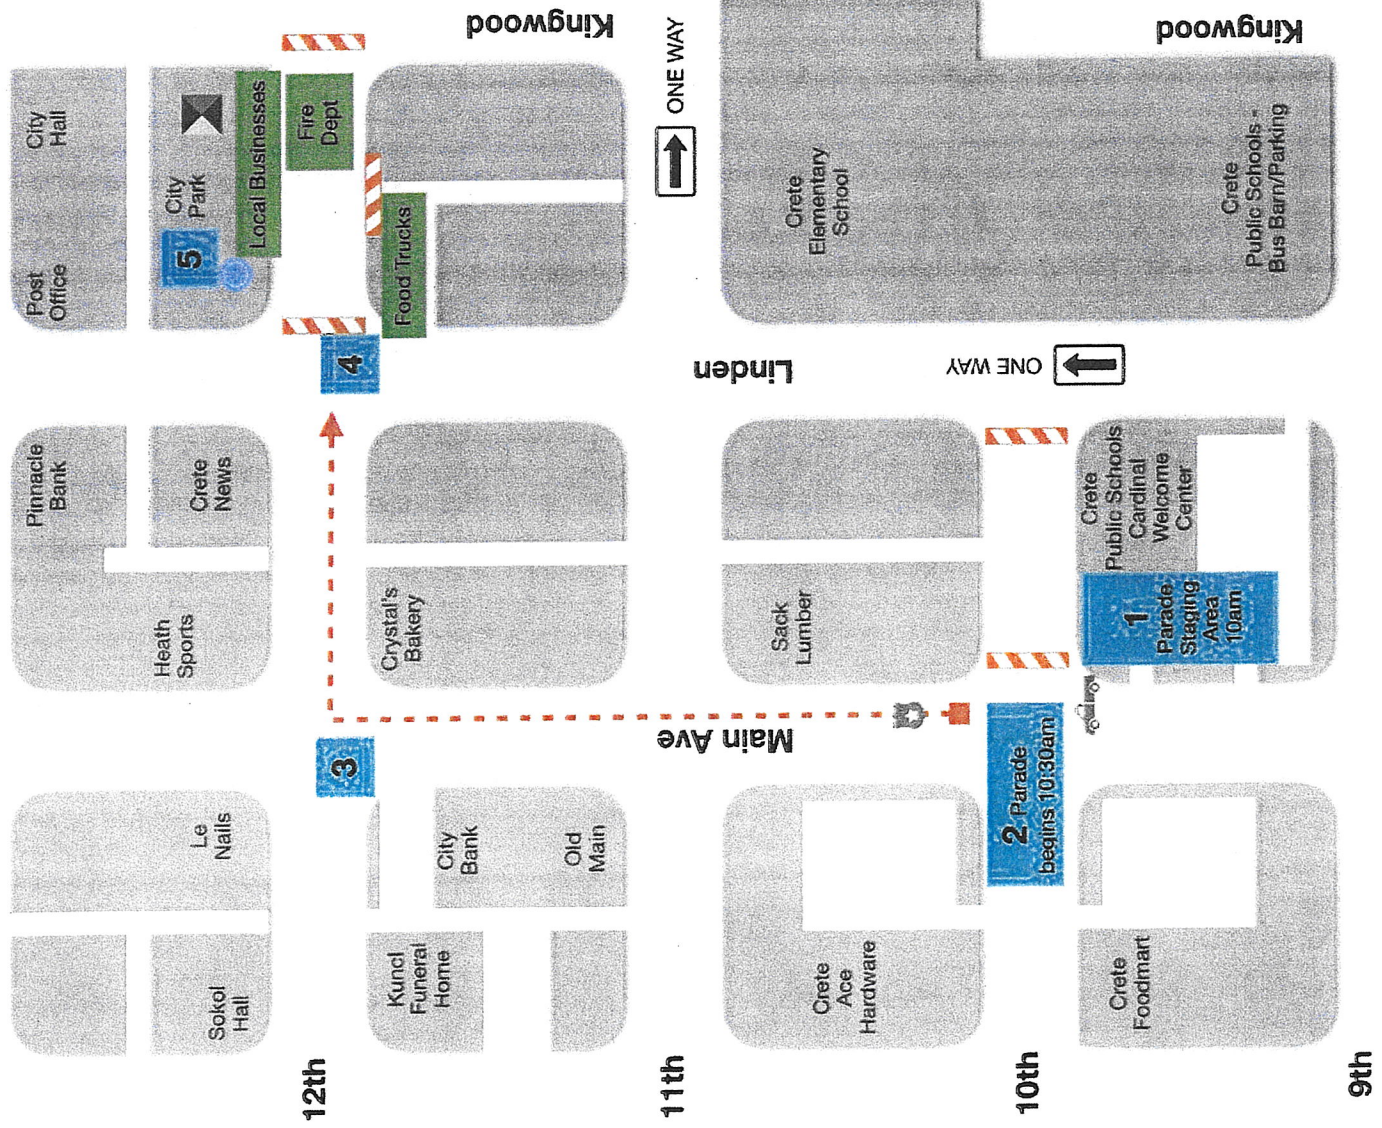 City
Hall
Post
Office
Pinnacle
Bank
City
Park
5
Local Businesses
Fire
Dept
Kingwood
Crete
News
Heath
Sports
Le
Nails
Sokol
Hall
12th
3
4
Food Trucks
Crystal's
Bakery
City
Bank
Old
Main
Kuncl
Funeral
Home
11th
ONE WAY
Linden
Main Ave
Crete
Elementary
School
Sack
Lumber
Crete
Ace
Hardware
ONE WAY
10th
2 Parade
begins 10:30am
Kingwood
Crete
Public Schools -
Bus Barn/Parking
Crete
Public Schools
Cardinal
Welcome
Center
1
Parade
Staging
Area
10am
Crete
Foodmart
9th